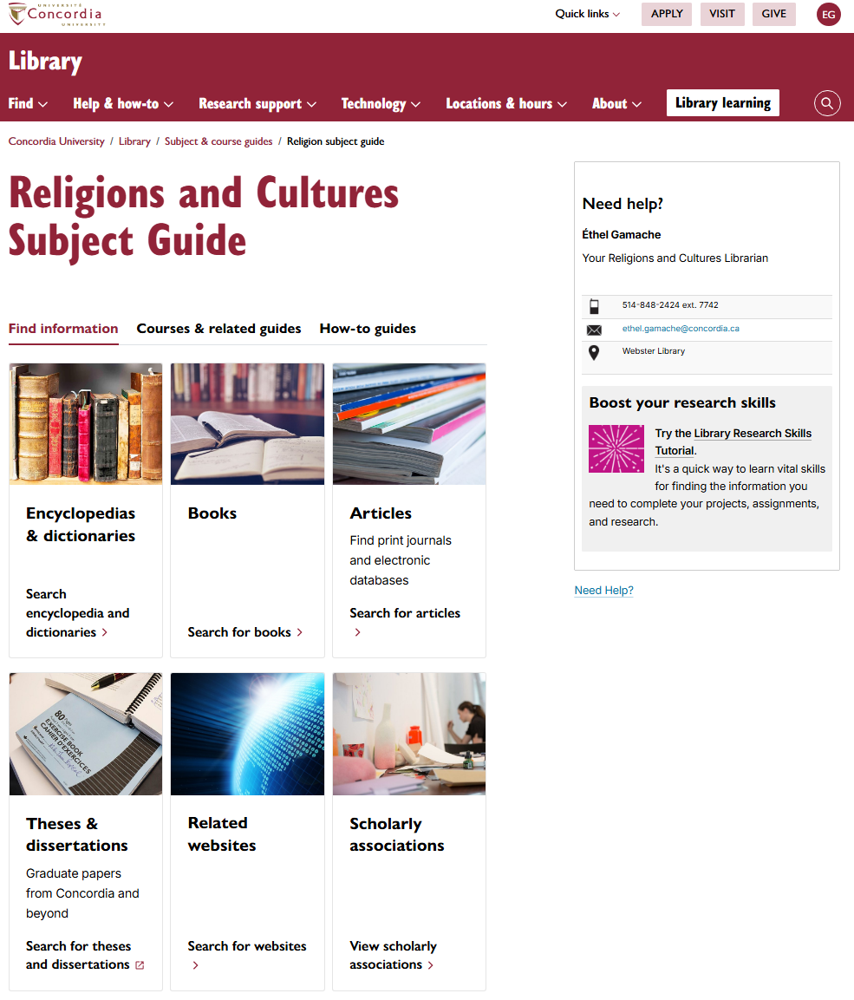 UNIVERSITÉ
Concordia
UNIVERSITY
Quick links
APPLY
VISIT
GIVE
EG
Library
Find
Help & how-to
Research support
Technology
Locations & hours
About
Library learning
Concordia University / Library / Subject & course guides / Religion subject guide
Religions and Cultures
Subject Guide
Find information
Courses & related guides
How-to guides
Encyclopedias
& dictionaries
Search
encyclopedia and
dictionaries
Books
Search for books
Articles
Find print journals
and electronic
databases
Search for articles
80 Pages
EXERCISE BOOK
CAHIER D'EXERCICES
Theses &
dissertations
Graduate papers
from Concordia and
beyond
Search for theses
and dissertations
Related
websites
Search for websites
Scholarly
associations
View scholarly
associations
Need help?
Éthel Gamache
Your Religions and Cultures Librarian
514-848-2424 ext. 7742
ethel.gamache@concordia.ca
Webster Library
Boost your research skills
Try the Library Research Skills
Tutorial.
It's a quick way to learn vital skills
for finding the information you
need to complete your projects, assignments,
and research.
Need Help?